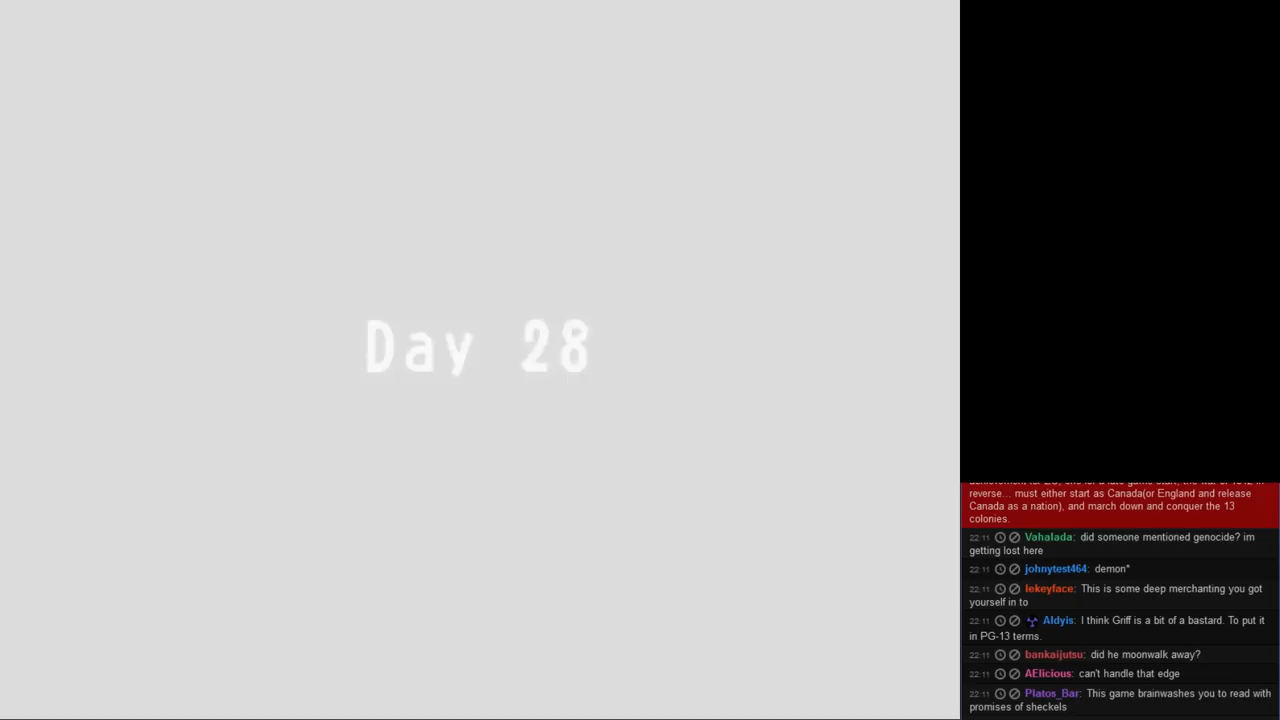 Day 28
reverse... must either start as Canada(or England and release
Canada as a nation), and march down and conquer the 13
colonies.
22:11 Vahalada: did someone mentioned genocide? im
getting lost here
22:11 johnytest464: demon*
22:11 lekeyface: This is some deep merchanting you got
yourself in to
22:11 Aldyis: I think Griff is a bit of a bastard. To put it
in PG-13 terms.
22:11 bankaijutsu: did he moonwalk away?
22:11 AElicious: can't handle that edge
22:11 Platos_Bar: This game brainwashes you to read with
promises of sheckels